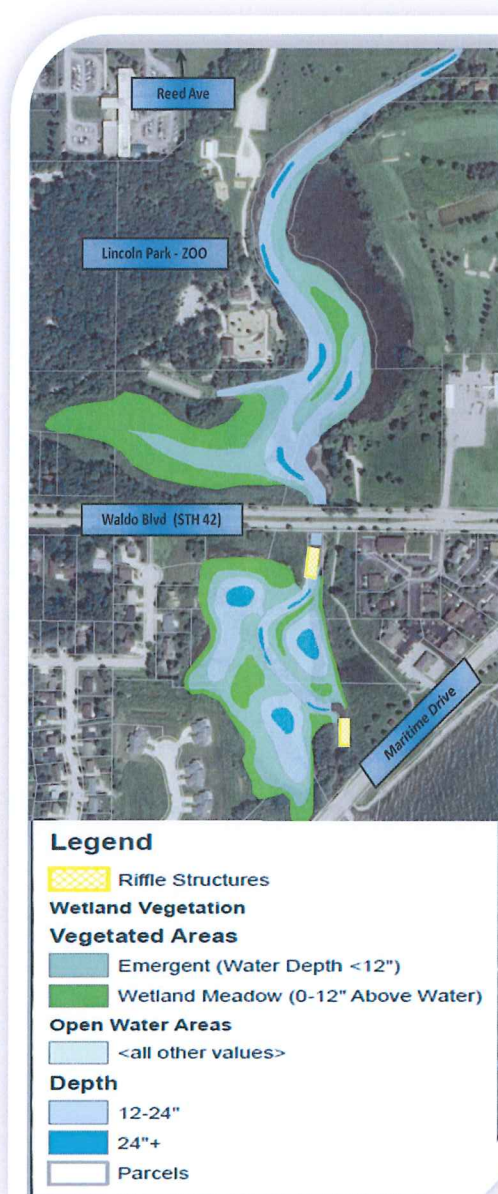 Reed Ave
Lincoln Park - ZOO
Waldo Blvd (STH 42)
Maritime Drive
Legend
Riffle Structures
Wetland Vegetation
Vegetated Areas
Emergent (Water Depth <12")
Wetland Meadow (0-12" Above Water)
Open Water Areas
<all other values>
Depth
12-24"
24"+
Parcels